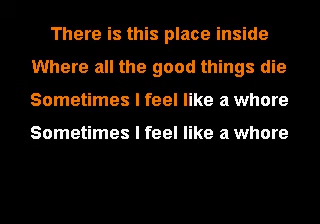 There is this place inside
Where all the good things die
Sometimes I feel like a whore
Sometimes I feel like a whore